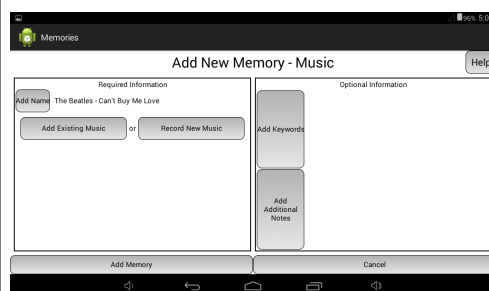 96% 5:0
Memories
Add New Memory - Music
Help
Required Information
Add Name The Beatles - Can't Buy Me Love
Add Existing Music or Record New Music
Optional Information
Add Keywords
Add
Additional
Notes
Add Memory
Cancel